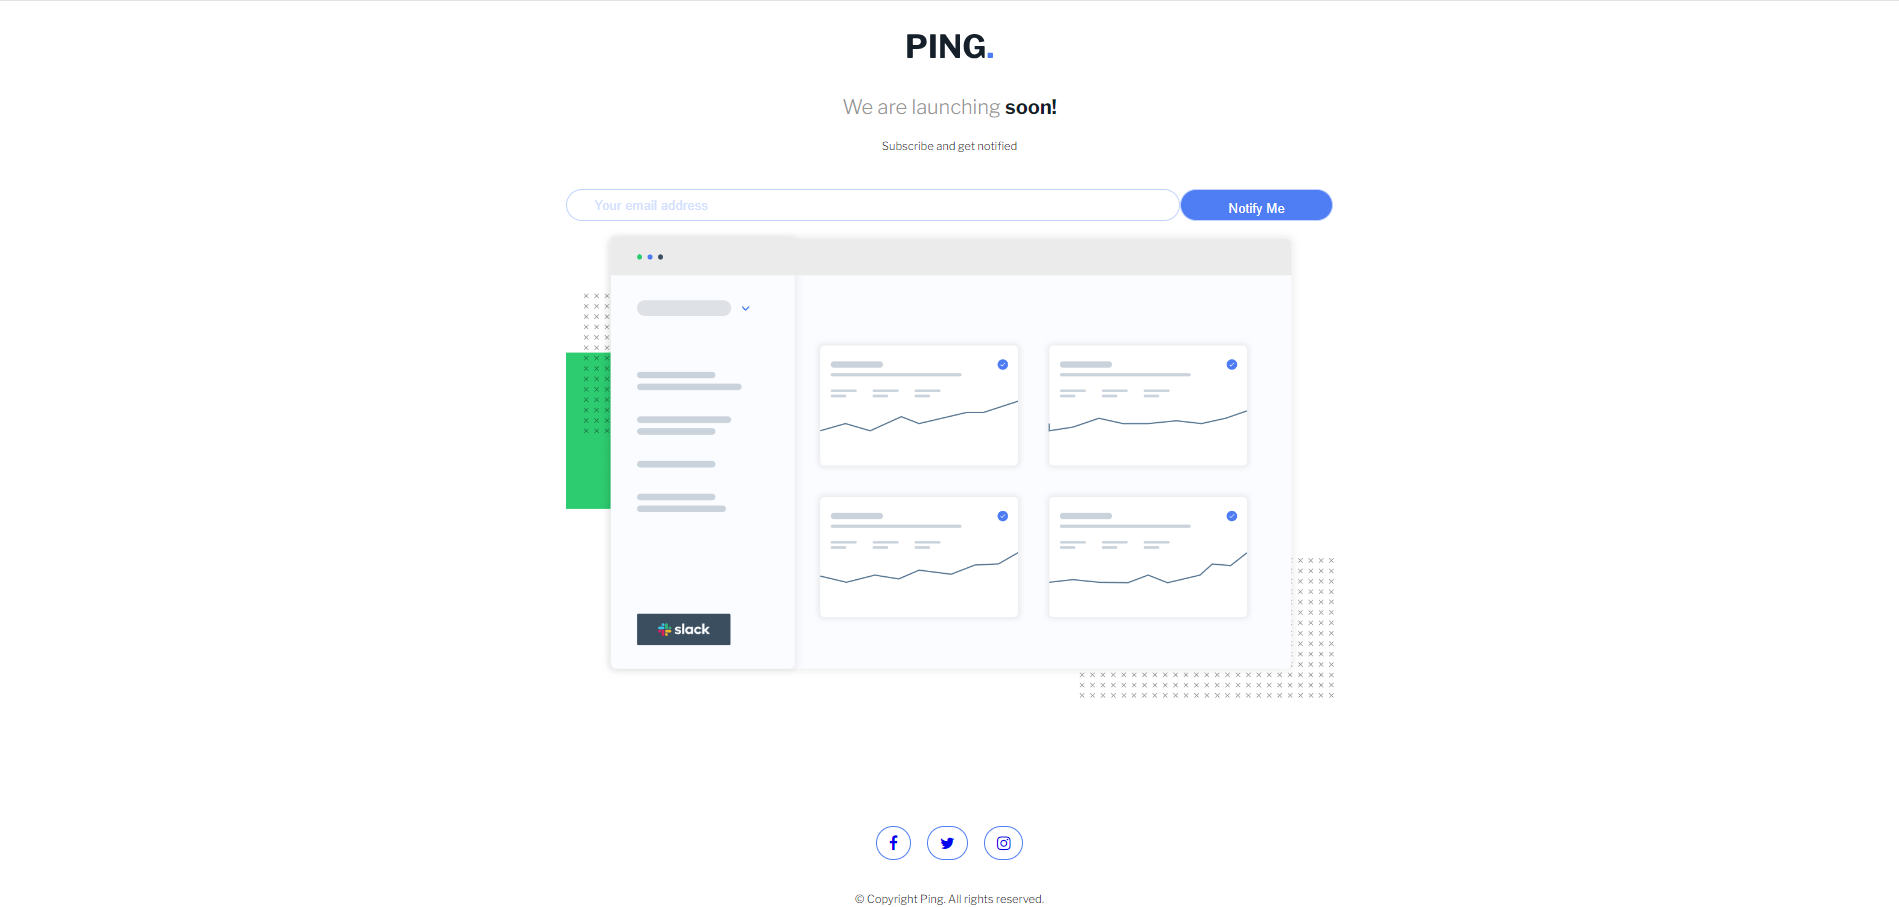 PING.
We are launching soon!
Subscribe and get notified
Your email address
Notify Me
slack
© Copyright Ping. All rights reserved.